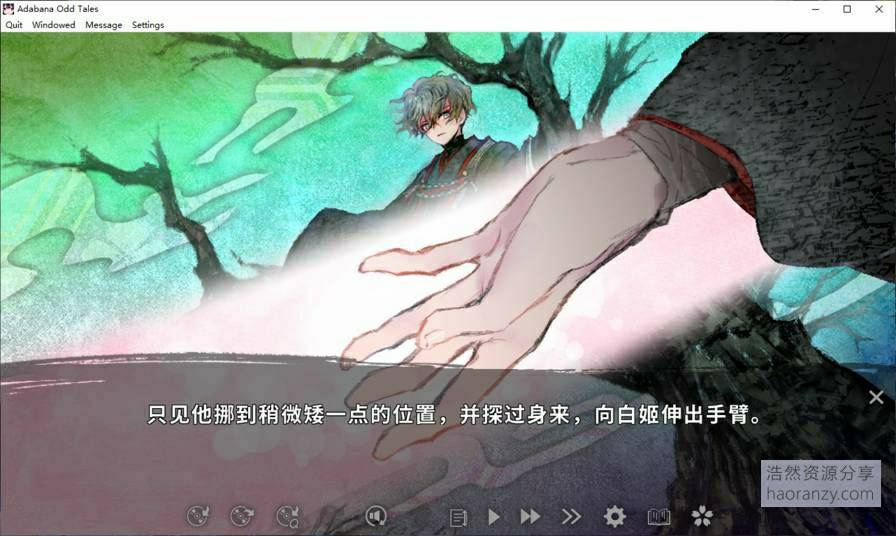 Adabana Odd Tales
Quit Windowed Message Settings
只见他挪到稍微矮一点的位置，并探过身来，向白姬伸出手臂。
浩然资源分享
haoranzy.com